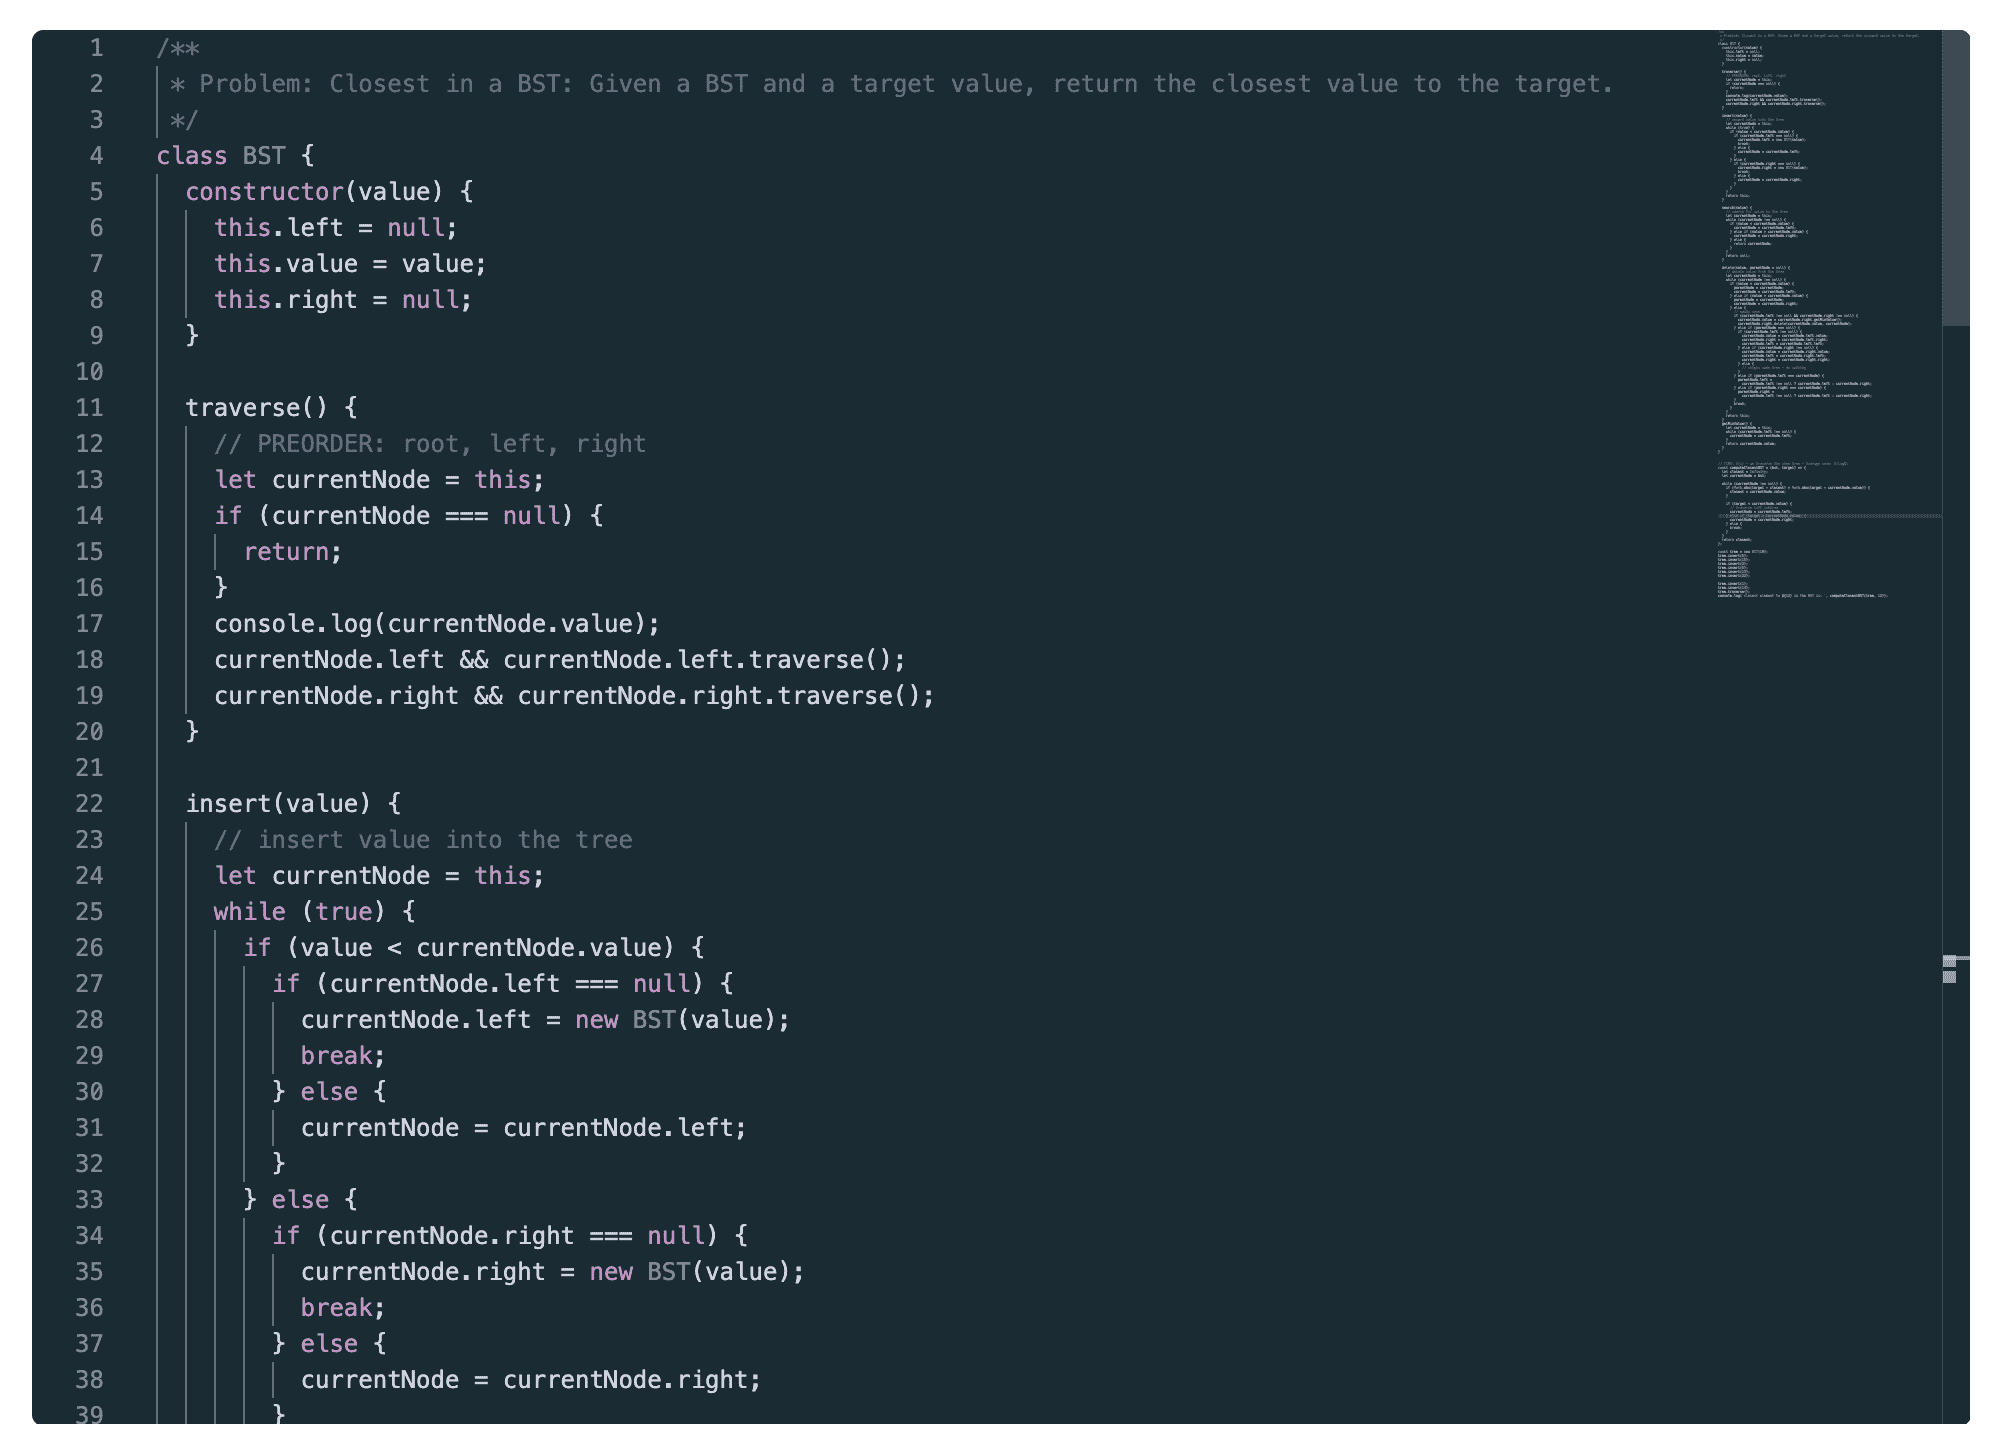 1 /**
2 * Problem: Closest in a BST: Given a BST and a target value, return the closest value to the target.
3 */
4 class BST {
5 constructor(value) {
6 this.left = null;
7 this.value = value;
8 this.right = null;
9 }
10
11 traverse() {
12 // PREORDER: root, left, right
13 let currentNode = this;
14 if (currentNode === null) {
15 return;
16 }
17 console.log(currentNode.value);
18 currentNode.left && currentNode.left.traverse();
19 currentNode.right && currentNode.right.traverse();
20 }
21
22 insert(value) {
23 // insert value into the tree
24 let currentNode = this;
25 while (true) {
26 if (value < currentNode.value) {
27 if (currentNode.left === null) {
28 currentNode.left = new BST(value);
29 break;
30 } else {
31 currentNode = currentNode.left;
32 }
33 } else {
34 if (currentNode.right === null) {
35 currentNode.right = new BST(value);
36 break;
37 } else {
38 currentNode = currentNode.right;
39 }